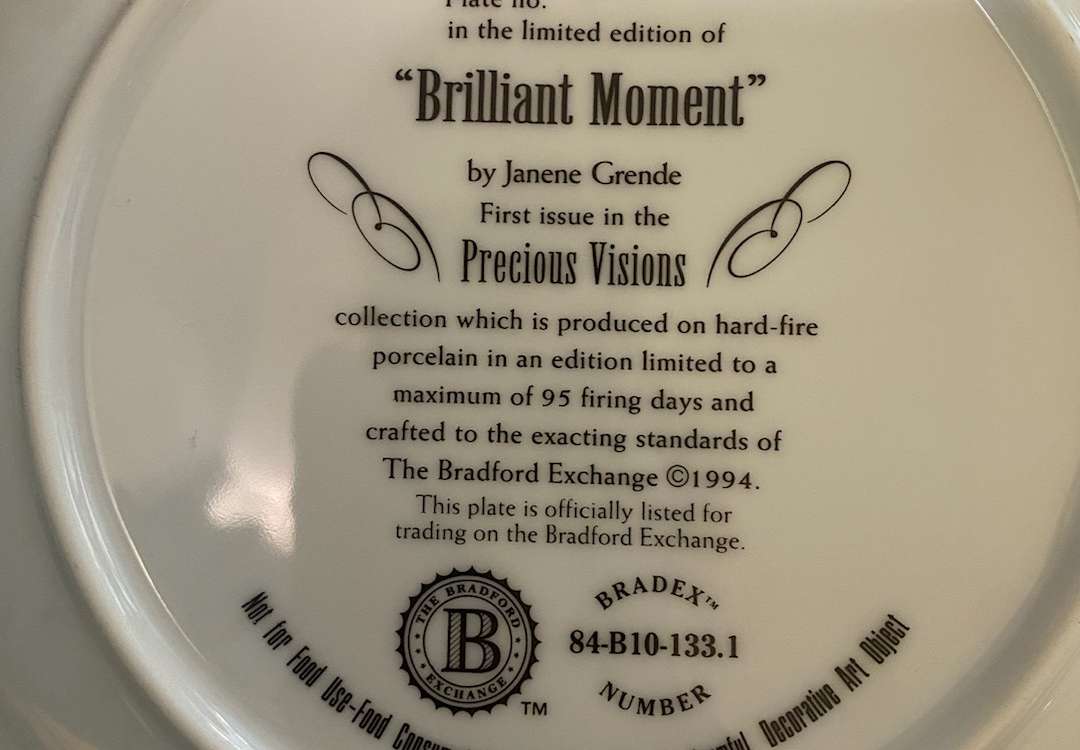 Plate no.
in the limited edition of
“Brilliant Moment”
by Janene Grende
First issue in the
Precious Visions
collection which is produced on hard-fire
porcelain in an edition limited to a
maximum of 95 firing days and
crafted to the exacting standards of
The Bradford Exchange ©1994.
This plate is officially listed for
trading on the Bradford Exchange.
THE BRADFORD
B
EXCHANGE
TM
BRADEX™
84-B10-133.1
NUMBER
Not for Food Use-Food
Decorative Art Object